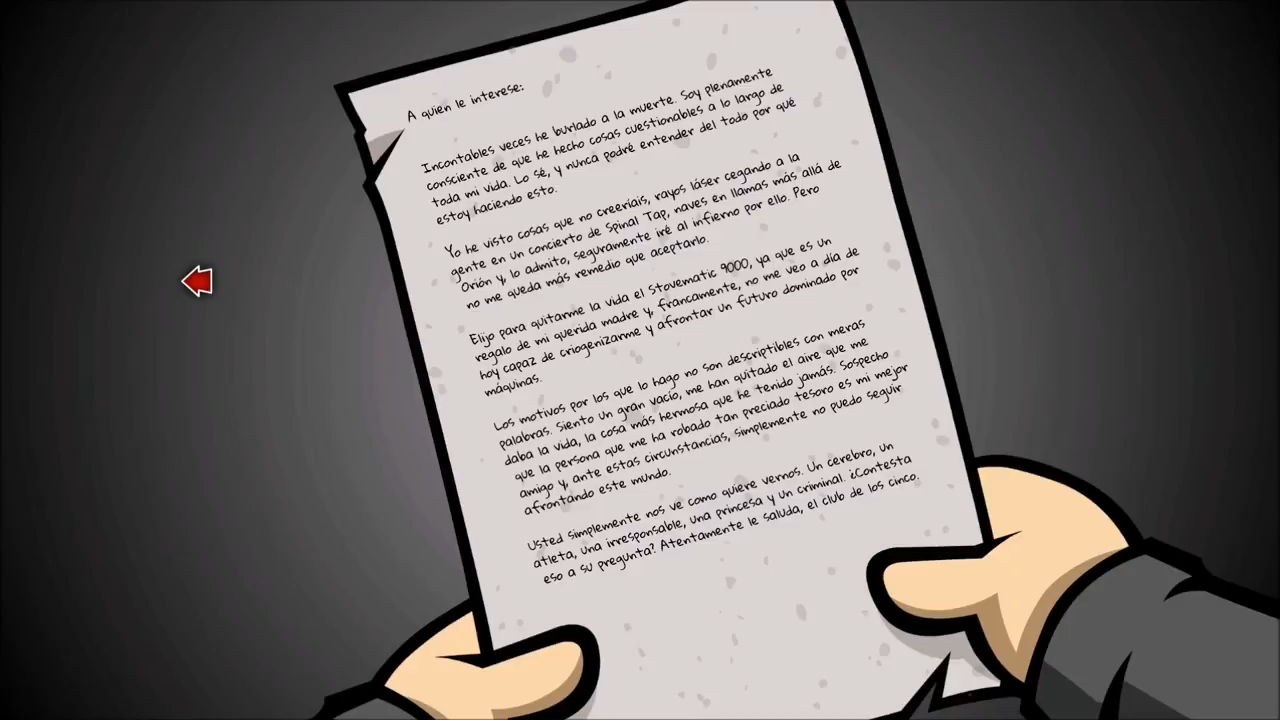 A quien le interese:
Incontables veces he burlado a la muerte. Soy plenamente
consciente de que he hecho cosas cuestionables a lo largo de
toda mi vida. Lo sé, y nunca podré entender del todo por qué
estoy haciendo esto.
Yo he visto cosas que no creeríais, rayos láser cegando a la
gente en un concierto de Spinal Tap, naves en llamas más allá de
Orión y, lo admito, seguramente iré al infierno por ello. Pero
no me queda más remedio que aceptarlo.
Elijo para quitarme la vida el Stovematic 9000, ya que es un
regalo de mi querida madre y, francamente, no me veo a día de
hoy capaz de criogenizarme y afrontar un futuro dominado por
máquinas.
Los motivos por los que lo hago no son descriptibles con meras
palabras. Siento un gran vacío, me han quitado el aire que me
daba la vida, la cosa más hermosa que he tenido jamás. Sospecho
que la persona que me ha robado tan preciado tesoro es mi mejor
amigo y, ante estas circunstancias, simplemente no puedo seguir
afrontando este mundo.
Usted simplemente nos ve como quiere vernos. Un cerebro, un
atleta, una irresponsable, una princesa y un criminal. ¿Contesta
eso a su pregunta?. Atentamente le saluda, el club de los cinco.